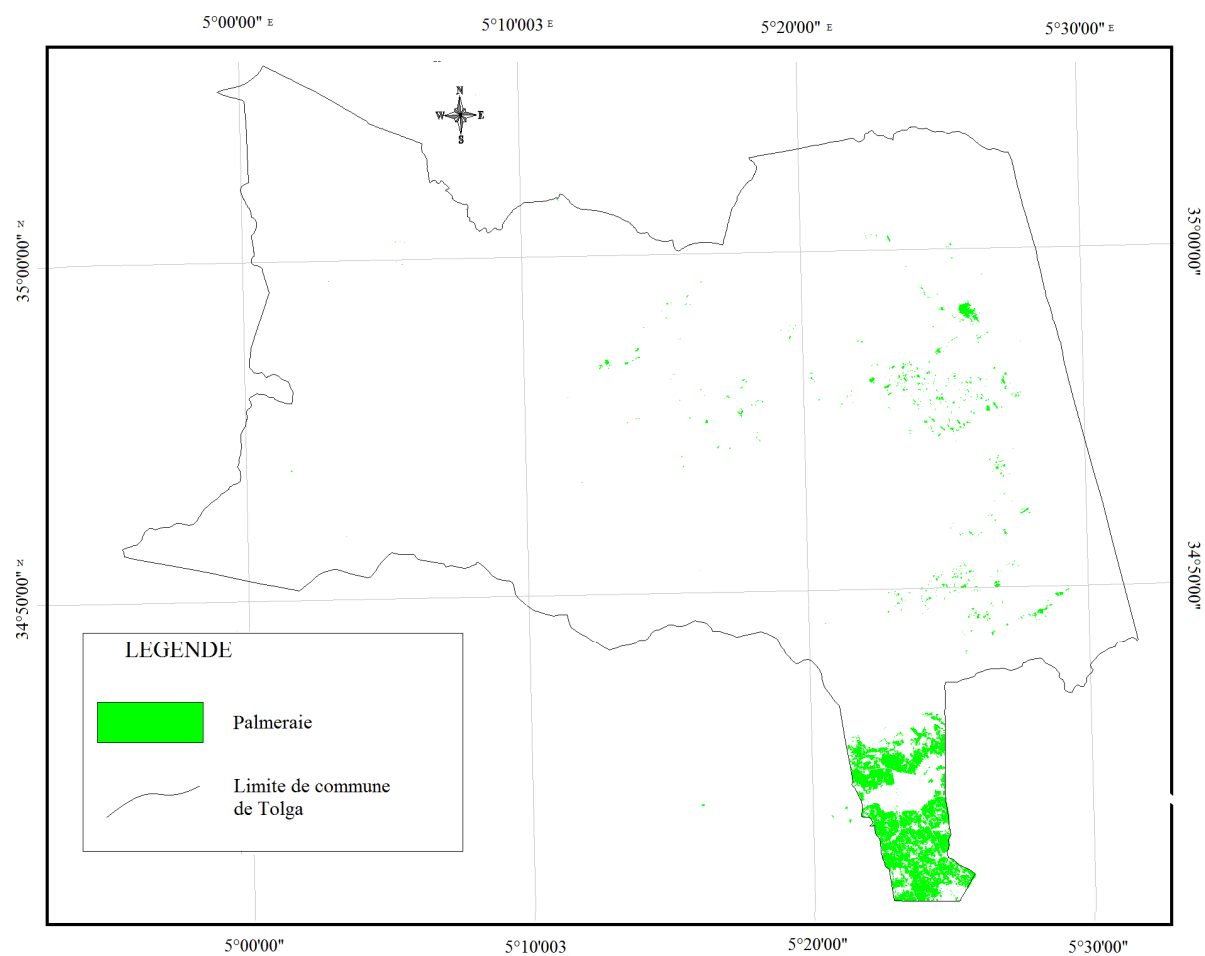 5°00'00" E 5°10'003 E 5°20'00" E 5°30'00" E
N
W E
S
35°00'00" N
35°00'00"
34°50'00" N
34°50'00"
LEGENDE
Palmeraie
Limite de commune
de Tolga
5°00'00" 5°10'003 5°20'00" 5°30'00"